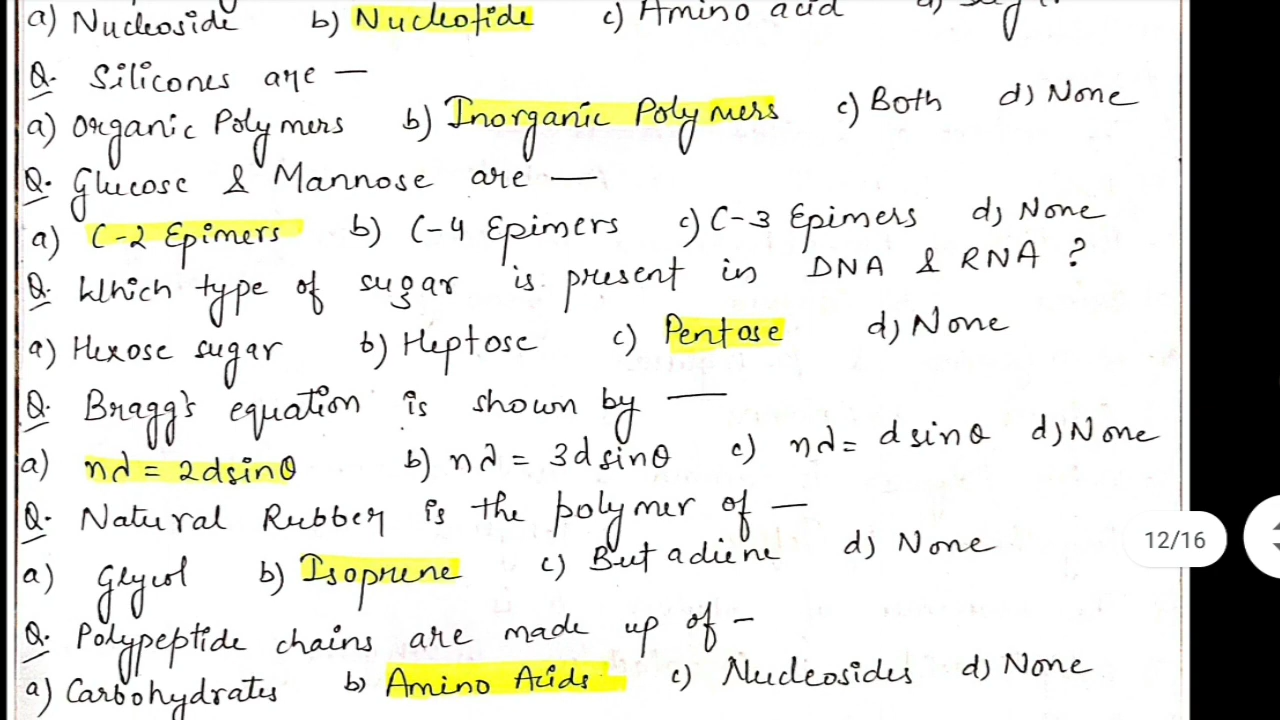 a) Nucleoside b) Nucleotide c) Amino acid
Q. Silicones are —
a) Organic Polymers b) Inorganic Polymers c) Both d) None
Q. Glucose & Mannose are —
a) C-2 Epimers b) C-4 Epimers c) C-3 Epimers d) None
Q. Which type of sugar is present in DNA & RNA ?
a) Hexose sugar b) Heptose c) Pentose d) None
Q. Bragg's equation is shown by —
a) nλ = 2dsinθ b) nλ = 3dsinθ c) nλ = dsinθ d) None
Q. Natural Rubber is the polymer of —
a) Glycol b) Isoprene c) Butadiene d) None
12/16
Q. Polypeptide chains are made up of -
a) Carbohydrates b) Amino Acids c) Nucleosides d) None